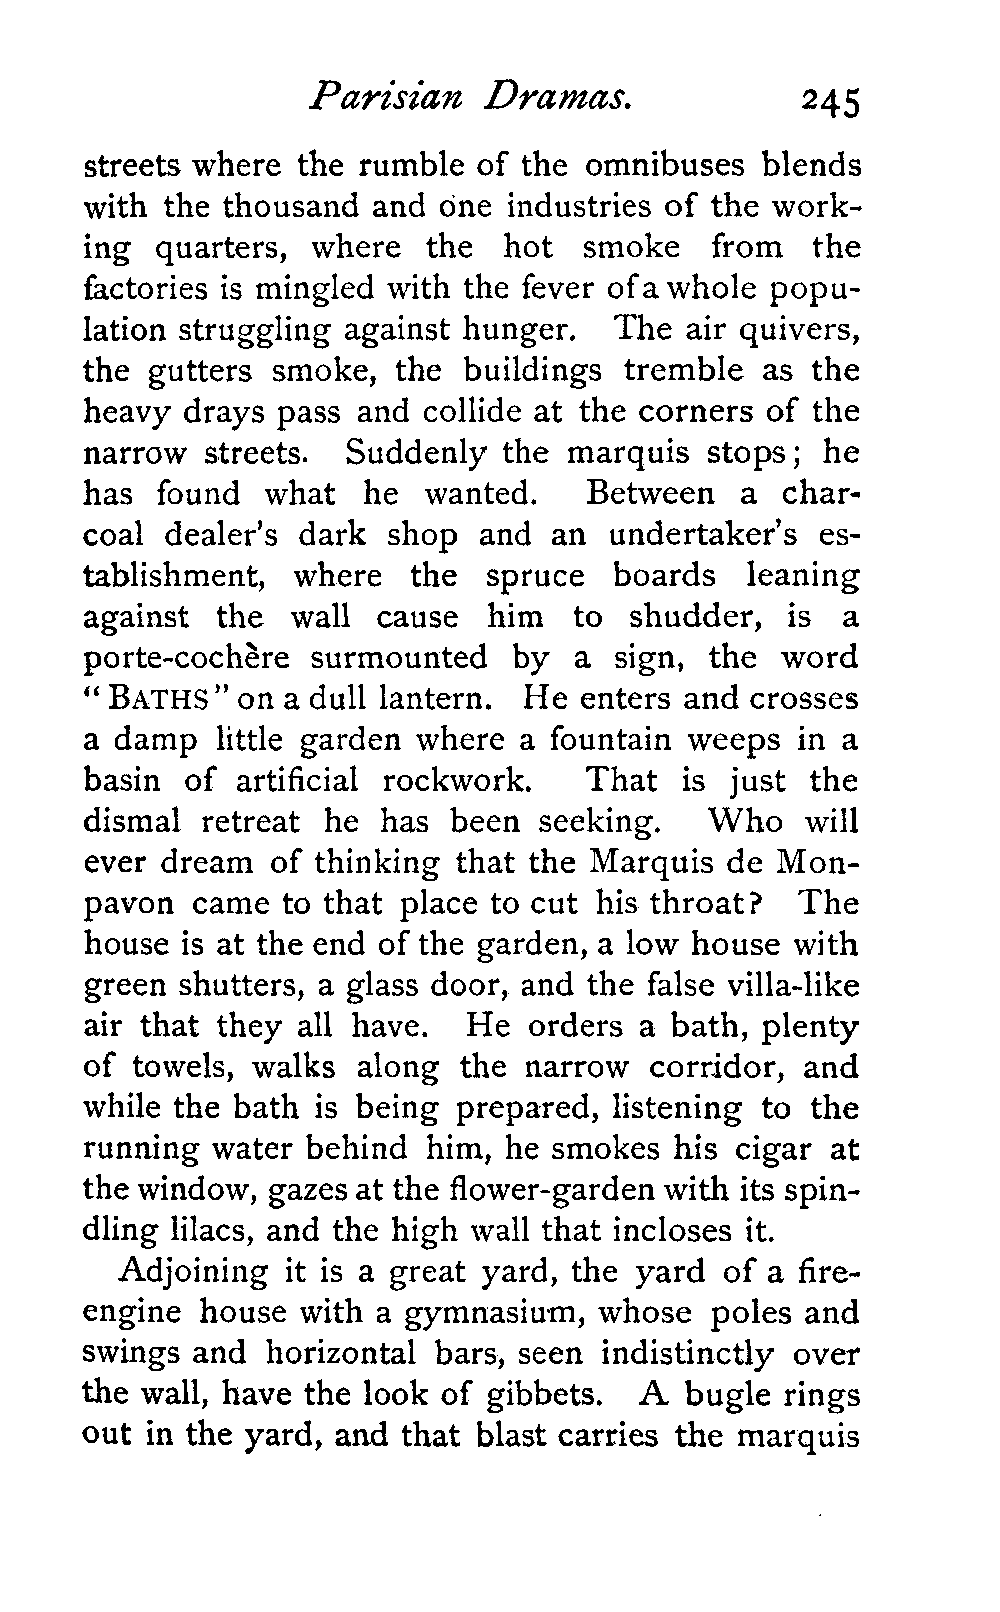 Parisian Dramas. 245
streets where the rumble of the omnibuses blends
with the thousand and one industries of the work-
ing quarters, where the hot smoke from the
factories is mingled with the fever of a whole popu-
lation struggling against hunger. The air quivers,
the gutters smoke, the buildings tremble as the
heavy drays pass and collide at the corners of the
narrow streets. Suddenly the marquis stops; he
has found what he wanted. Between a char-
coal dealer's dark shop and an undertaker's es-
tablishment, where the spruce boards leaning
against the wall cause him to shudder, is a
porte-cochère surmounted by a sign, the word
“BATHS” on a dull lantern. He enters and crosses
a damp little garden where a fountain weeps in a
basin of artificial rockwork. That is just the
dismal retreat he has been seeking. Who will
ever dream of thinking that the Marquis de Mon-
pavon came to that place to cut his throat? The
house is at the end of the garden, a low house with
green shutters, a glass door, and the false villa-like
air that they all have. He orders a bath, plenty
of towels, walks along the narrow corridor, and
while the bath is being prepared, listening to the
running water behind him, he smokes his cigar at
the window, gazes at the flower-garden with its spin-
dling lilacs, and the high wall that incloses it.
Adjoining it is a great yard, the yard of a fire-
engine house with a gymnasium, whose poles and
swings and horizontal bars, seen indistinctly over
the wall, have the look of gibbets. A bugle rings
out in the yard, and that blast carries the marquis